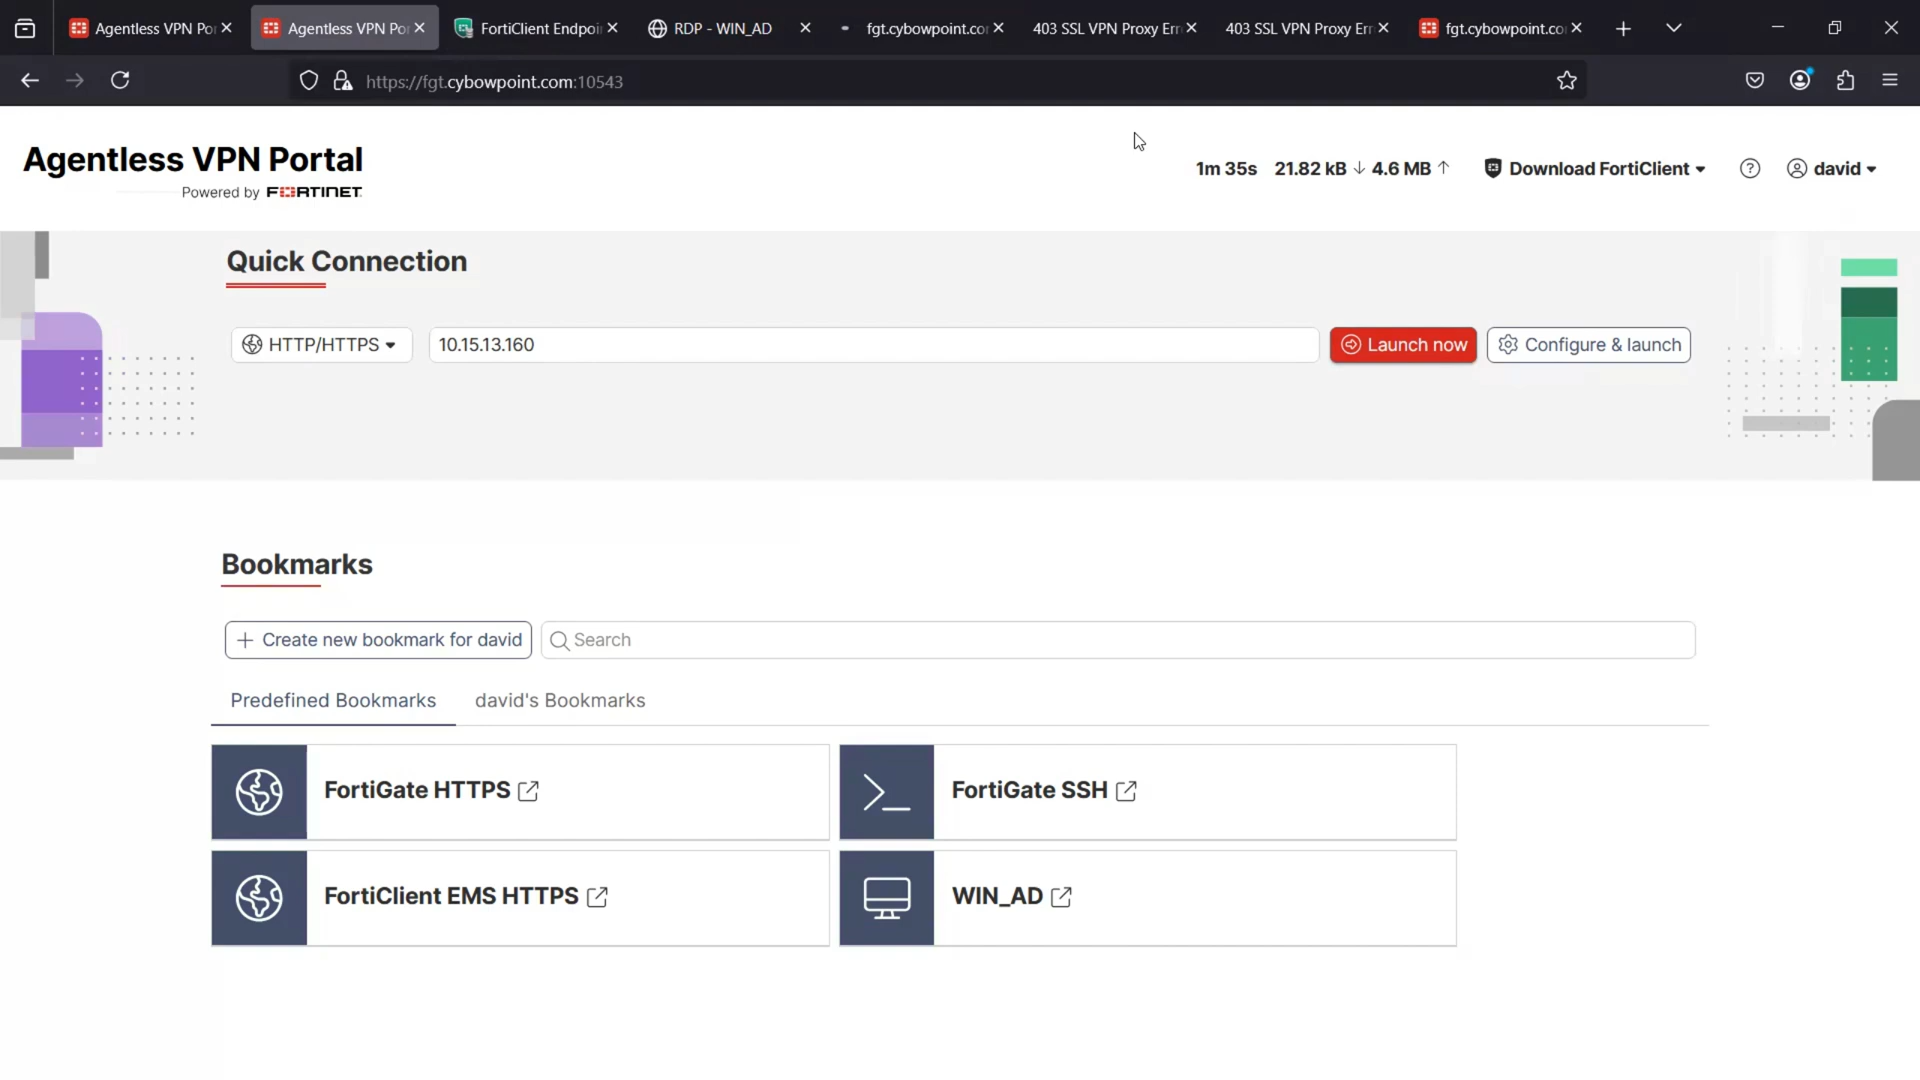 Agentless VPN Por
Agentless VPN Por
FortiClient Endpoi
RDP - WIN_AD
fgt.cybowpoint.cor
403 SSL VPN Proxy Err
403 SSL VPN Proxy Err
fgt.cybowpoint.co
https://fgt.cybowpoint.com:10543
Agentless VPN Portal
Powered by FORTINET
1m 35s 21.82 kB ↓ 4.6 MB ↑
Download FortiClient
david
Quick Connection
HTTP/HTTPS
10.15.13.160
Launch now
Configure & launch
Bookmarks
+ Create new bookmark for david
Search
Predefined Bookmarks
david's Bookmarks
FortiGate HTTPS
FortiGate SSH
FortiClient EMS HTTPS
WIN_AD